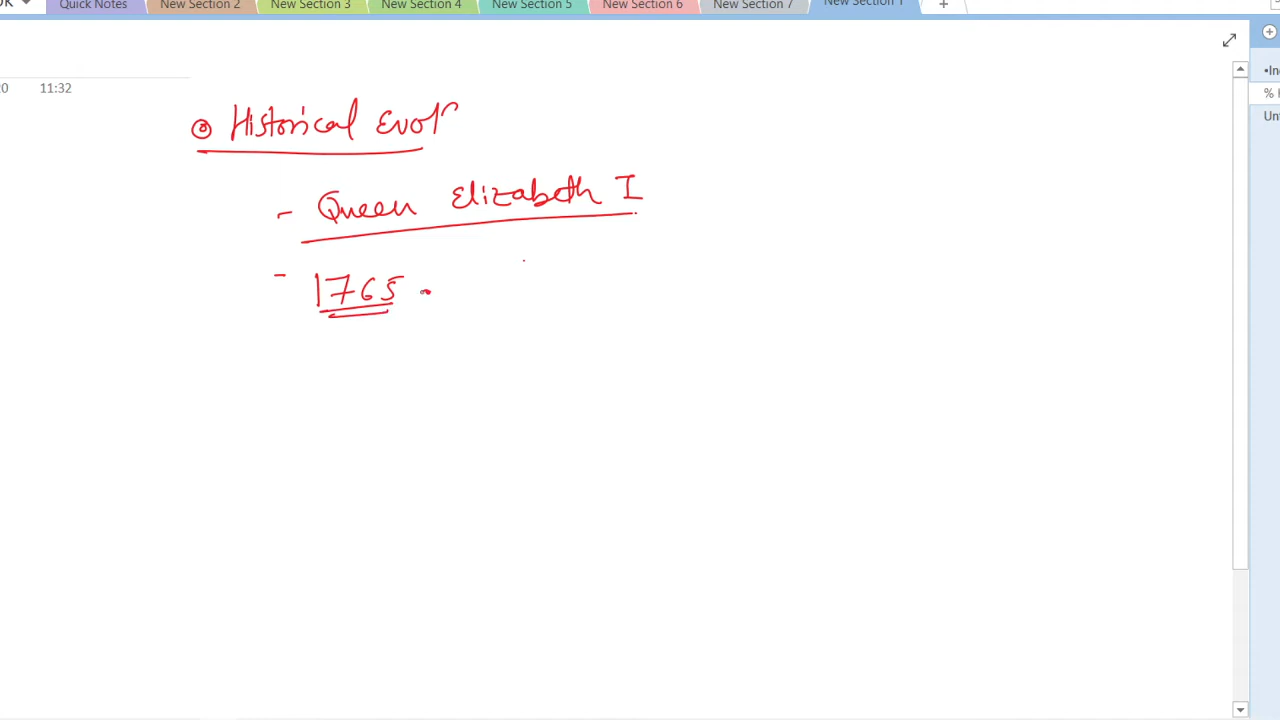 Quick Notes New Section 2 New Section 3 New Section 4 New Section 5 New Section 6 New Section 7 New Section 1 +
20 11:32
Historical Evolⁿ
- Queen Elizabeth I
- 1765 -